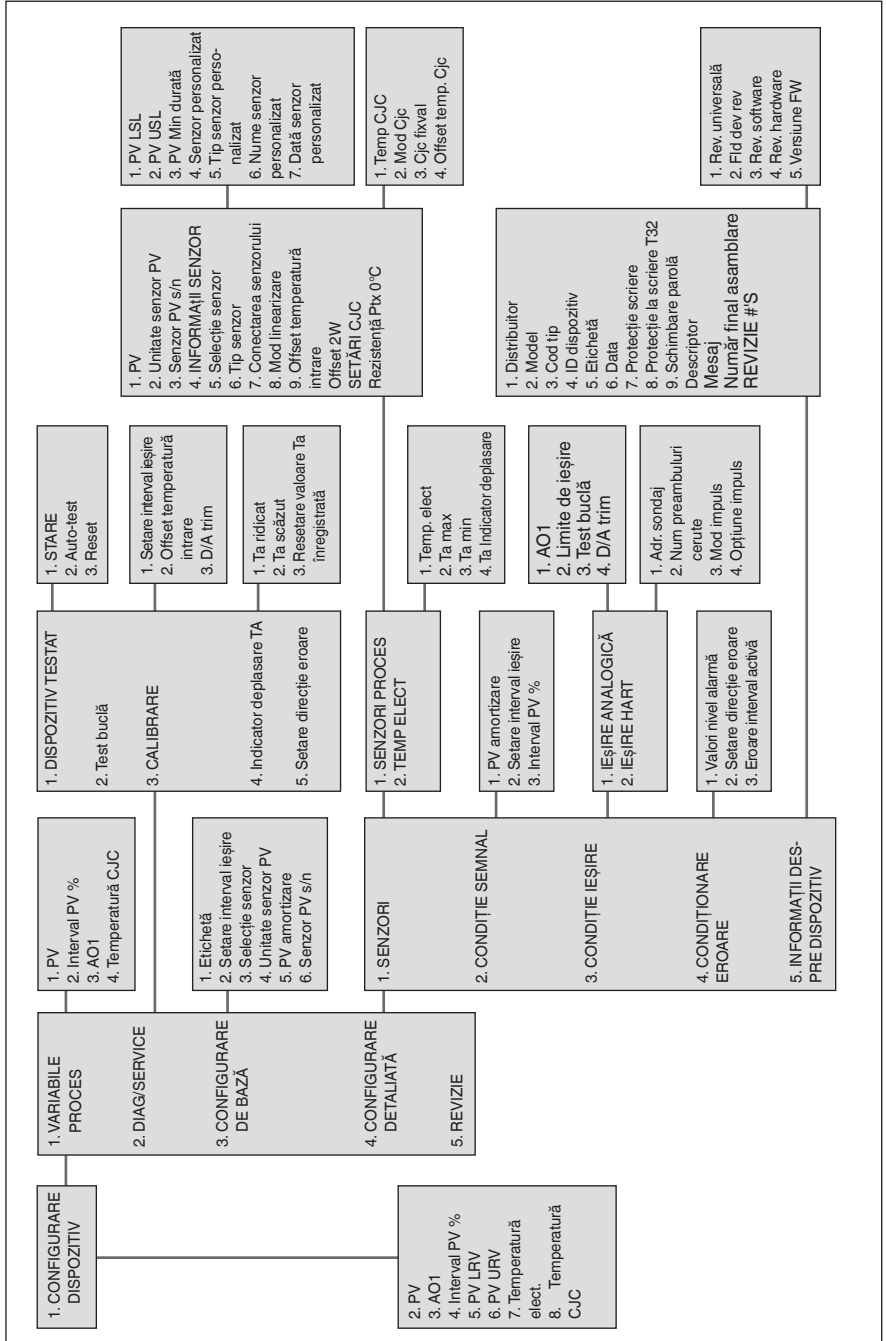 1. CONFIGURARE
DISPOZITIV
2. PV
3. AO1
4. Interval PV %
5. PV LRV
6. PV URV
7. Temperatură
elect.
8. Temperatură
CJC
1. VARIABILE
PROCES
2. DIAG/SERVICE
3. CONFIGURARE
DE BAZĂ
4. CONFIGURARE
DETALIATĂ
5. REVIZIE
1. PV
2. Interval PV %
3. AO1
4. Temperatură CJC
1. Etichetă
2. Setare interval ieșire
3. Selecție senzor
4. Unitate senzor PV
5. PV amortizare
6. Senzor PV s/n
1. DISPOZITIV TESTAT
2. Test buclă
3. CALIBRARE
4. Indicator deplasare TA
5. Setare direcție eroare
1. STARE
2. Auto-test
3. Reset
1. Setare interval ieșire
2. Offset temperatură
intrare
3. D/A trim
1. Ta ridicat
2. Ta scăzut
3. Resetare valoare Ta
înregistrată
1. SENZORI
2. CONDIȚIE SEMNAL
3. CONDIȚIE IEȘIRE
4. CONDIȚIONARE
EROARE
5. INFORMAȚII DES-
PRE DISPOZITIV
1. SENZORI PROCES
2. TEMP ELECT
1. Temp. elect
2. Ta max
3. Ta min
4. Ta Indicator deplasare
1. PV amortizare
2. Setare interval ieșire
3. Interval PV %
1. IEșIRE ANALOGICĂ
2. IEșIRE HART
1. AO1
2. Limite de ieșire
3. Test buclă
4. D/A trim
1. Adr. sondaj
2. Num preambuluri
cerute
3. Mod impuls
4. Opțiune impuls
1. Valori nivel alarmă
2. Setare direcție eroare
3. Eroare interval activă
1. PV
2. Unitate senzor PV
3. Senzor PV s/n
4. INFORMAțII SENZOR
5. Selecție senzor
6. Tip senzor
7. Conectarea senzorului
8. Mod linearizare
9. Offset temperatură
intrare
Offset 2W
SETĂRI CJC
Rezistență Ptx 0°C
1. PV LSL
2. PV USL
3. PV Min durată
4. Senzor personalizat
5. Tip senzor perso-
nalizat
6. Nume senzor
personalizat
7. Dată senzor
personalizat
1. Temp CJC
2. Mod Cjc
3. Cjc fixval
4. Offset temp. Cjc
1. Distribuitor
2. Model
3. Cod tip
4. ID dispozitiv
5. Etichetă
6. Data
7. Protecție scriere
8. Protecție la scriere T32
9. Schimbare parolă
Descriptor
Mesaj
Număr final asamblare
REVIZIE #'S
1. Rev. universală
2. Fld dev rev
3. Rev. software
4. Rev. hardware
5. Versiune FW